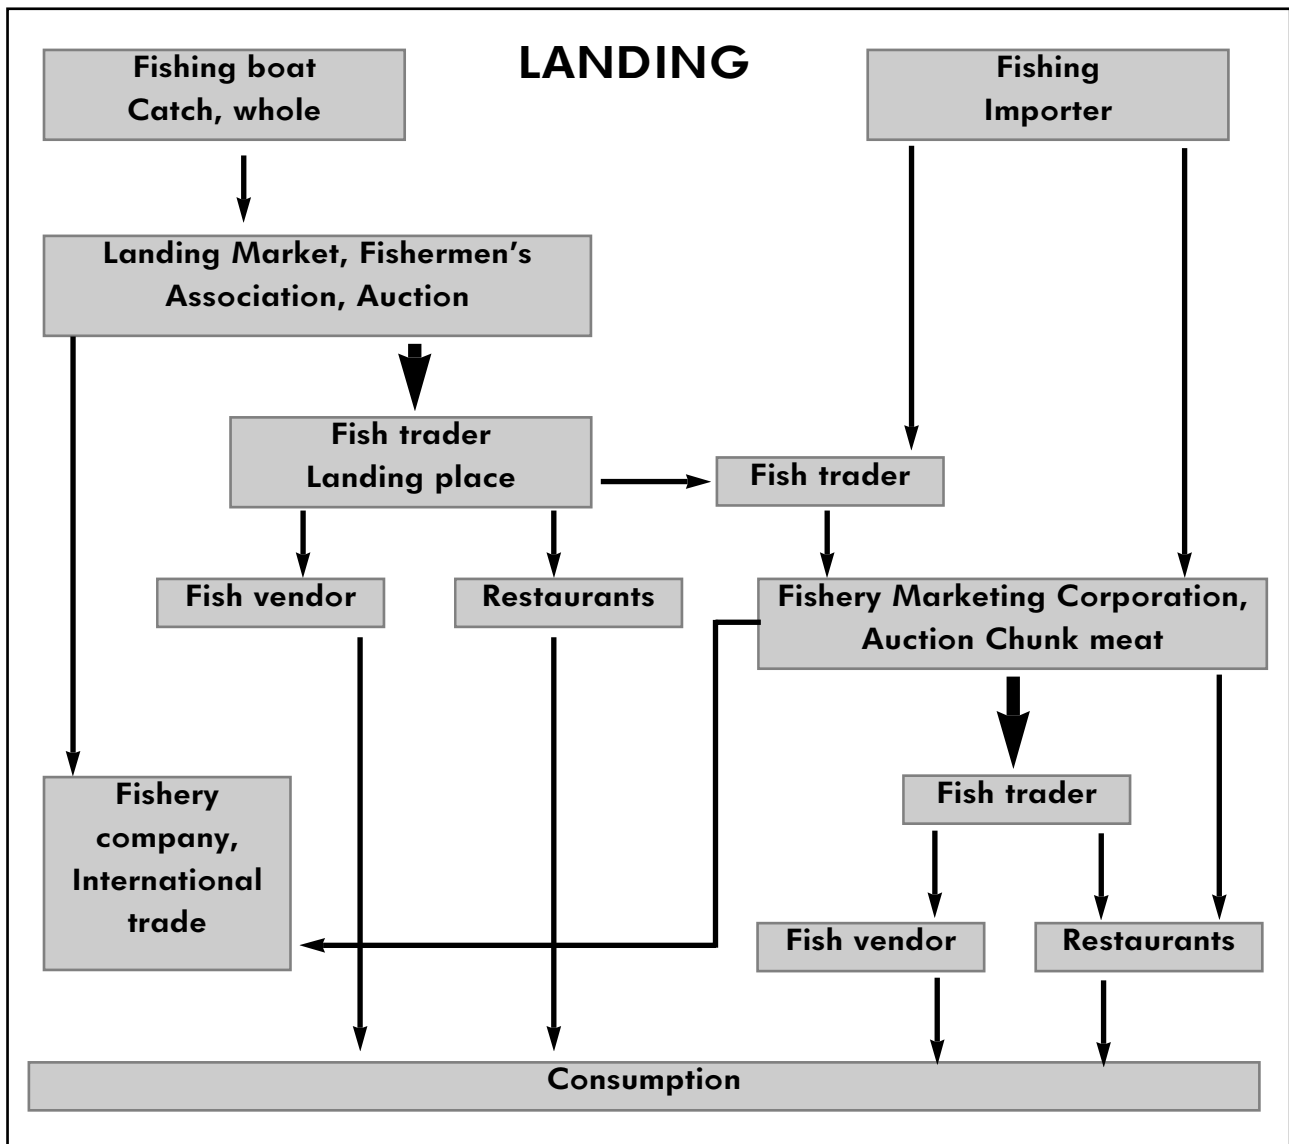 LANDING
Fishing boat
Catch, whole
Fishing
Importer
Landing Market, Fishermen’s
Association, Auction
Fish trader
Landing place
Fish trader
Fish vendor
Restaurants
Fishery Marketing Corporation,
Auction Chunk meat
Fishery
company,
International
trade
Fish trader
Fish vendor
Restaurants
Consumption